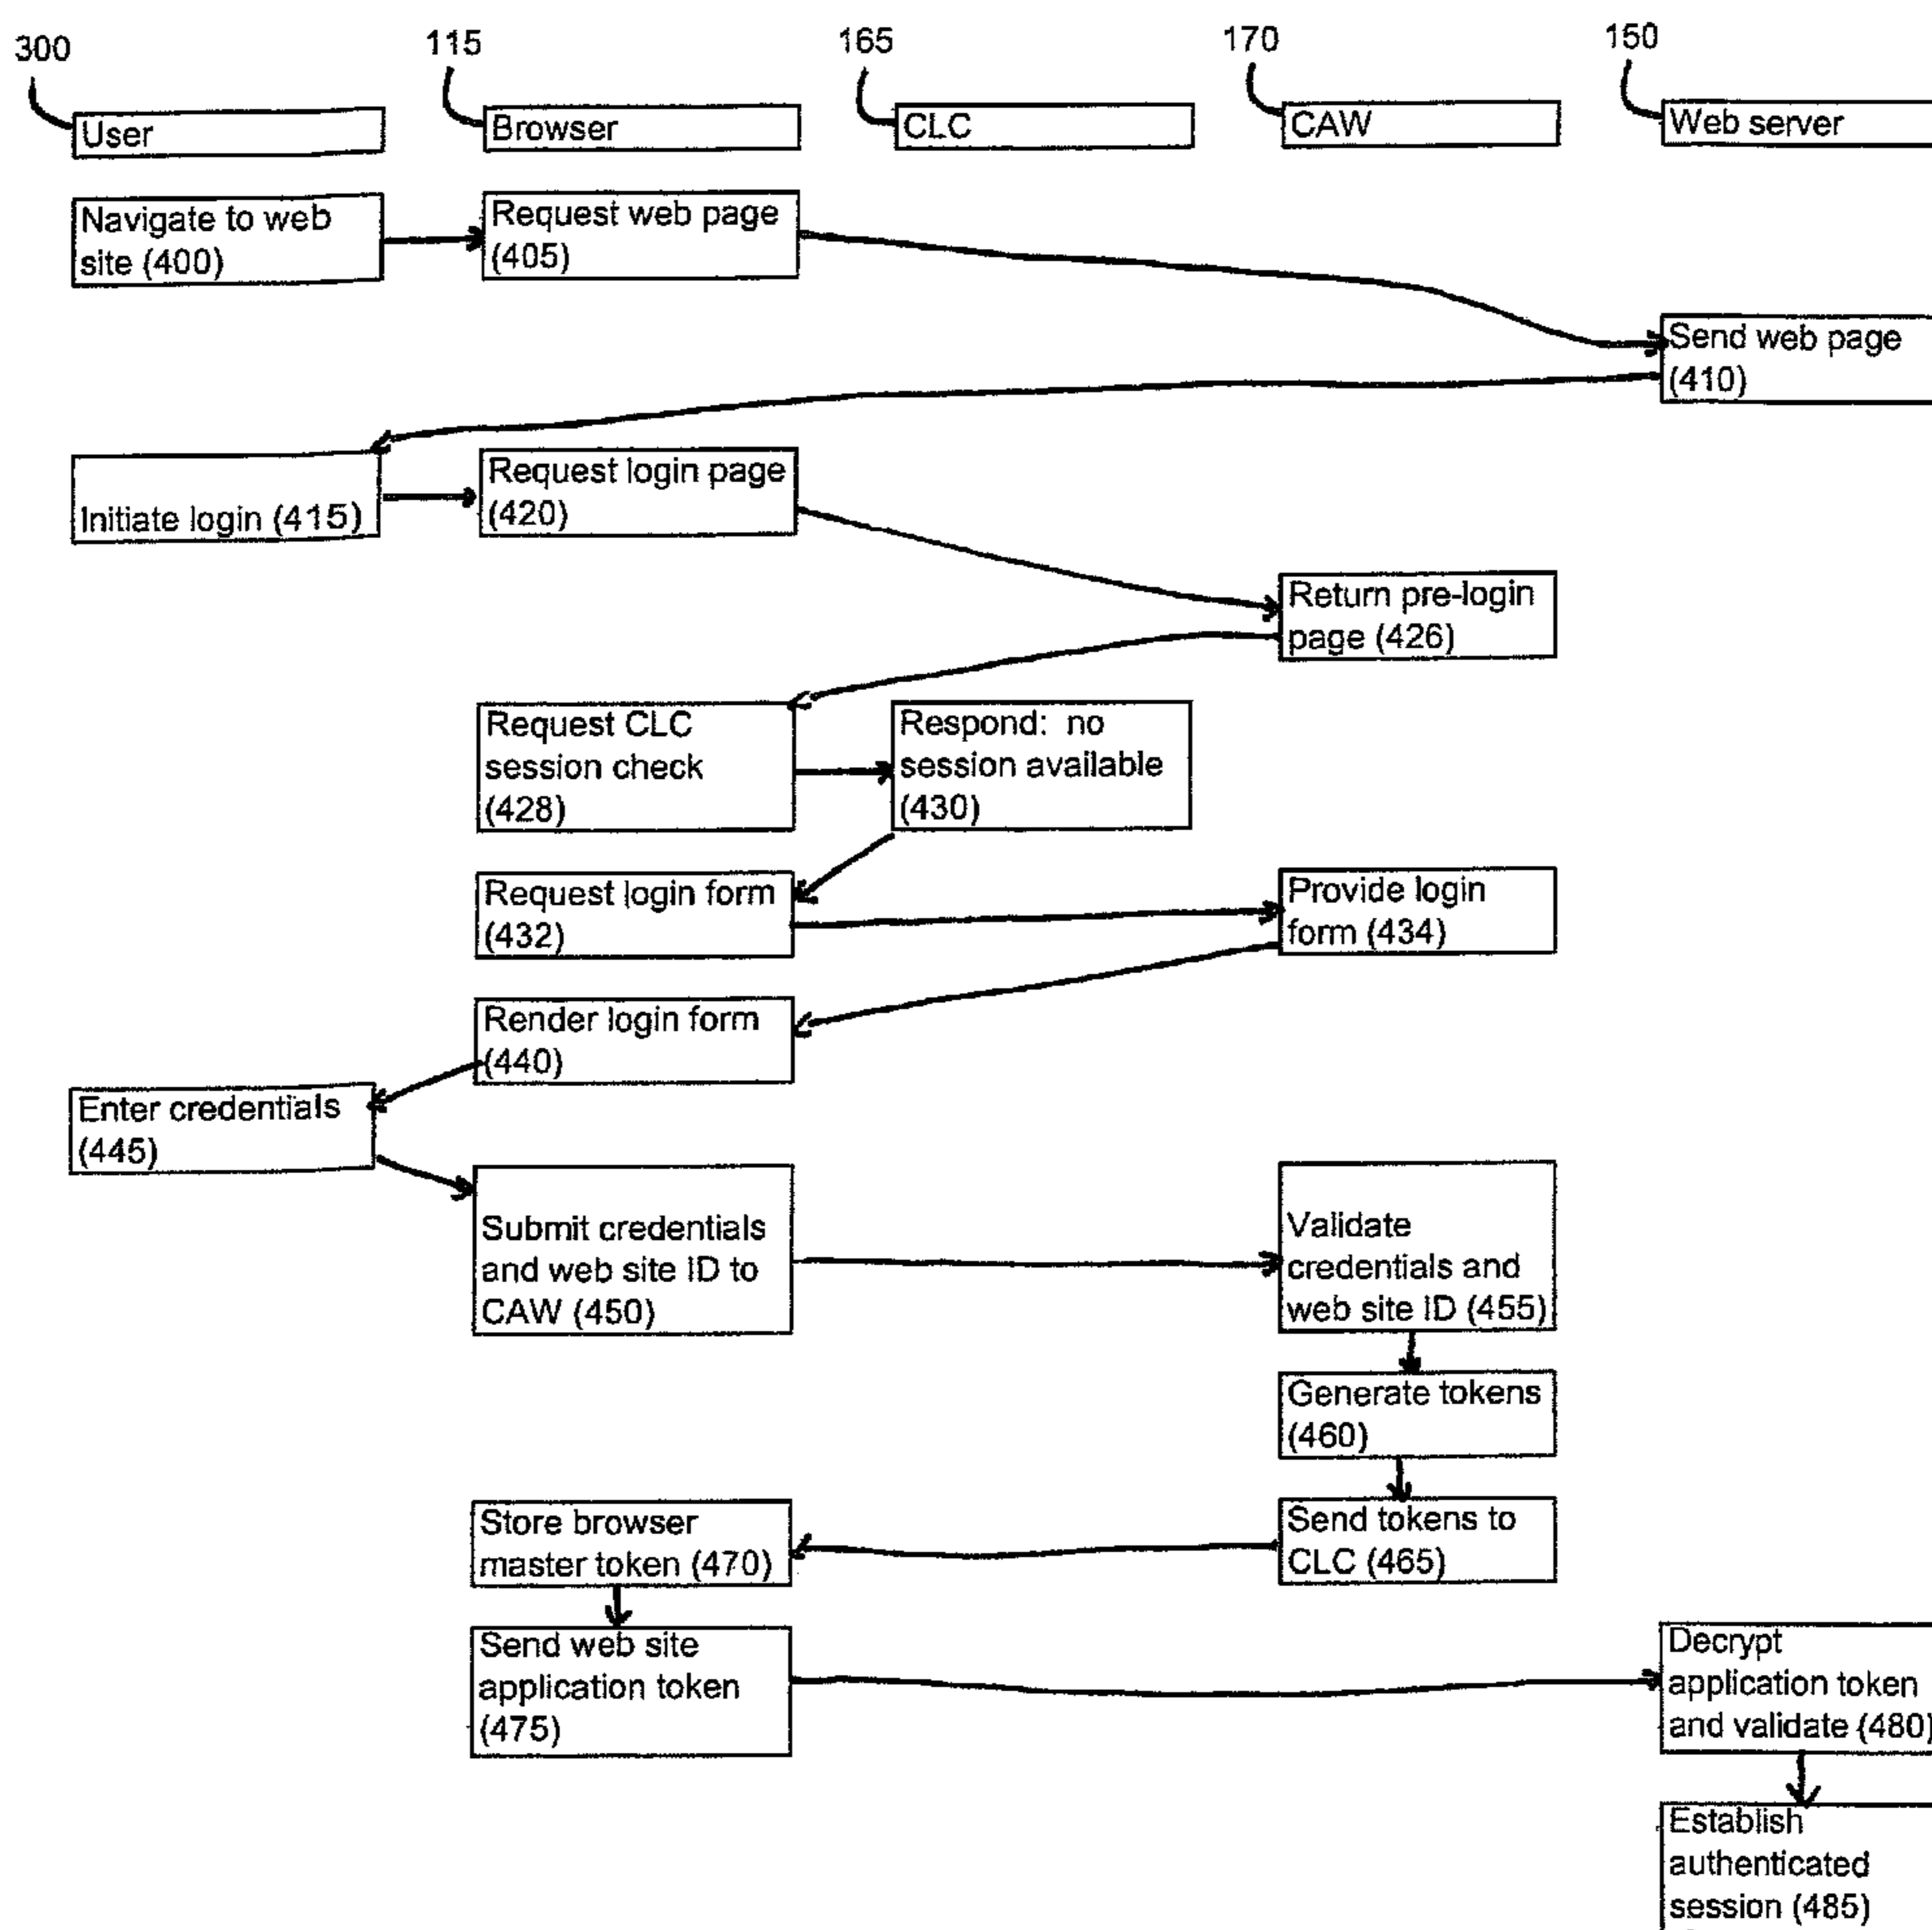 300
115
165
170
150
User
Browser
CLC
CAW
Web server
Navigate to web
site (400)
Request web page
(405)
Send web page
(410)
Initiate login (415)
Request login page
(420)
Return pre-login
page (426)
Request CLC
session check
(428)
Respond: no
session available
(430)
Request login form
(432)
Provide login
form (434)
Render login form
(440)
Enter credentials
(445)
Submit credentials
and web site ID to
CAW (450)
Validate
credentials and
web site ID (455)
Generate tokens
(460)
Send tokens to
CLC (465)
Store browser
master token (470)
Send web site
application token
(475)
Decrypt
application token
and validate (480)
Establish
authenticated
session (485)